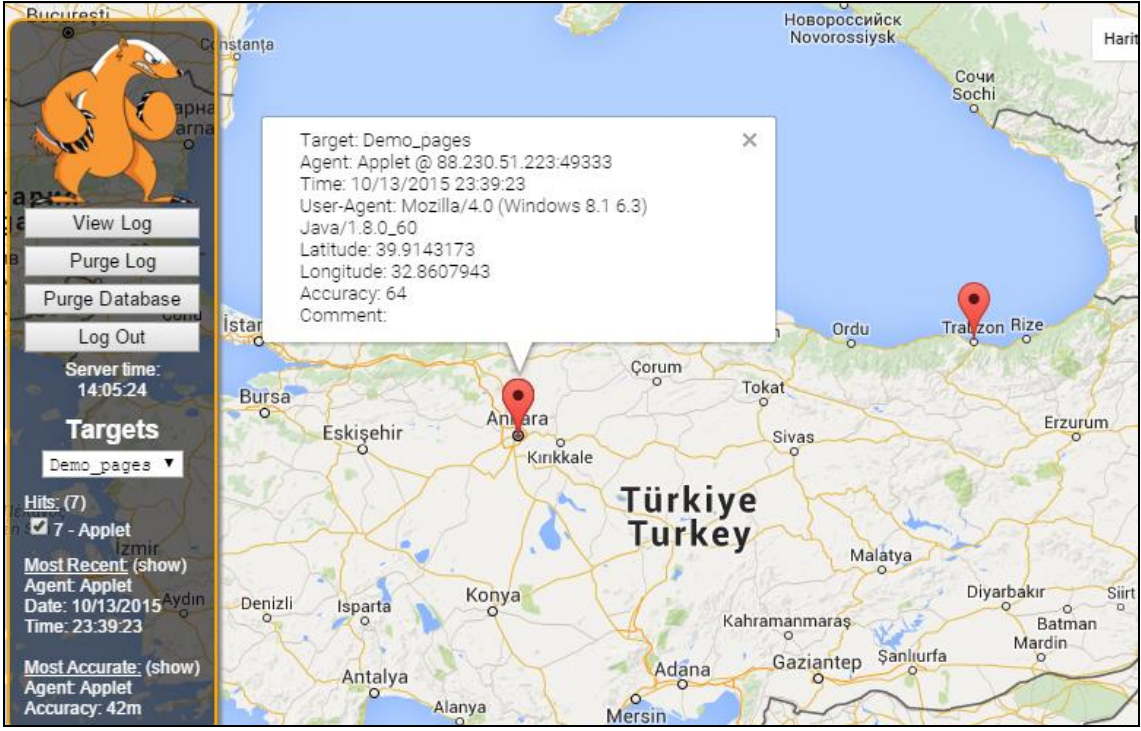 București
Constanța
Новороссийск
Novorossiysk
Harit
Сочи
Sochi
View Log
Purge Log
Purge Database
Log Out
Server time:
14:05:24
Targets
Demo_pages ▼
Hits: (7)
7 - Applet
Most Recent: (show)
Agent: Applet
Date: 10/13/2015
Time: 23:39:23
Most Accurate: (show)
Agent: Applet
Accuracy: 42m
Target: Demo_pages
Agent: Applet @ 88.230.51.223:49333
Time: 10/13/2015 23:39:23
User-Agent: Mozilla/4.0 (Windows 8.1 6.3)
Java/1.8.0_60
Latitude: 39.9143173
Longitude: 32.8607943
Accuracy: 64
Comment:
Ordu
Trabzon
Rize
Bursa
Eskişehir
Ankara
Kırıkkale
Çorum
Tokat
Sivas
Erzurum
Türkiye
Turkey
Malatya
Diyarbakır
Siirt
Batman
Mardin
Izmir
Aydın
Denizli
Isparta
Konya
Kahramanmaraş
Gaziantep
Şanlıurfa
Adana
Antalya
Alanya
Mersin